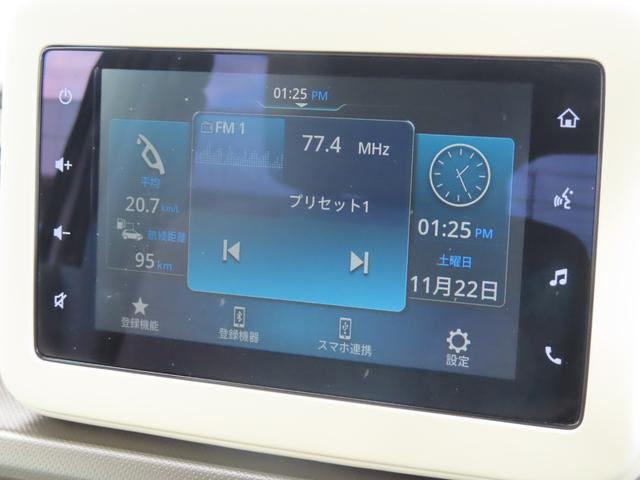 01:25 PM
FM 1
77.4 MHz
プリセット1
平均
20.7 km/L
航続距離
95 km
01:25 PM
土曜日
11月22日
登録機能
登録機器
スマホ連携
設定